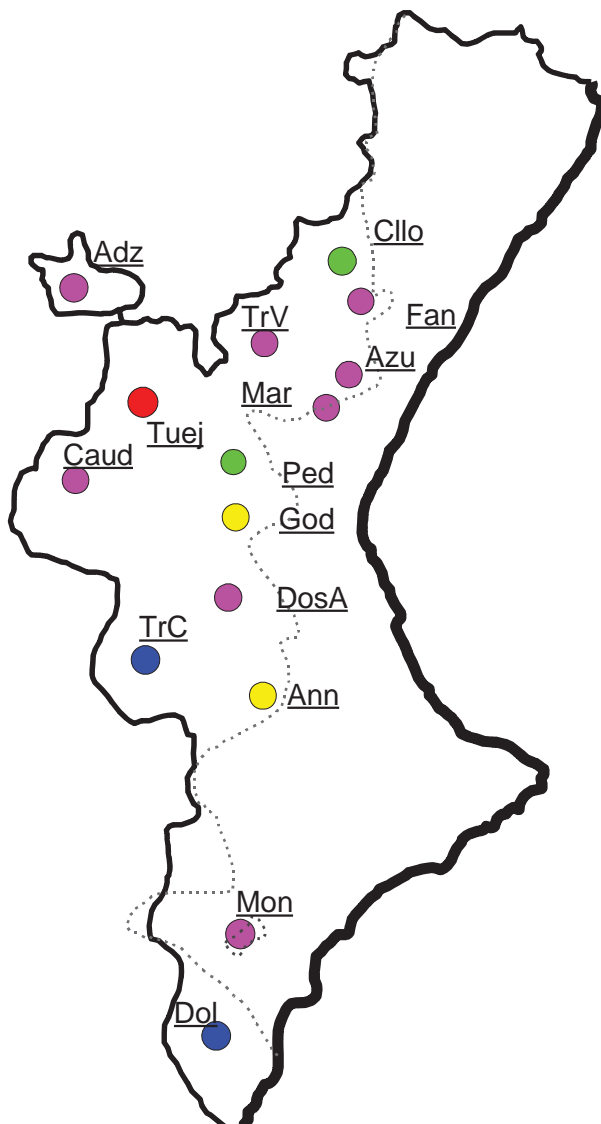 Cllo
Adz
Fan
TrV
Azu
Mar
Tuej
Caud
Ped
God
DosA
TrC
Ann
Mon
Dol